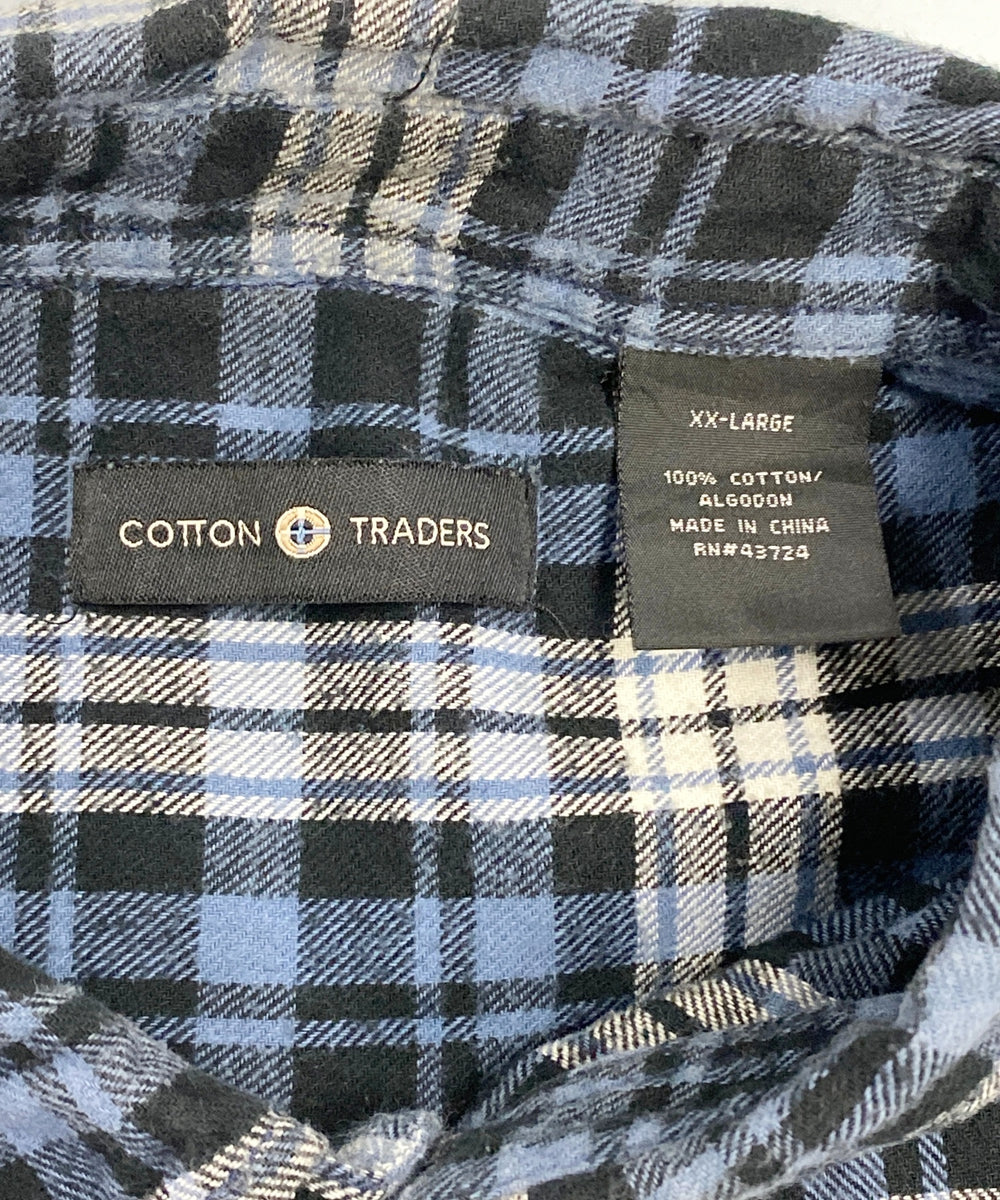 COTTON TRADERS
XX-LARGE
100% COTTON/
ALGODON
MADE IN CHINA
RN#43724